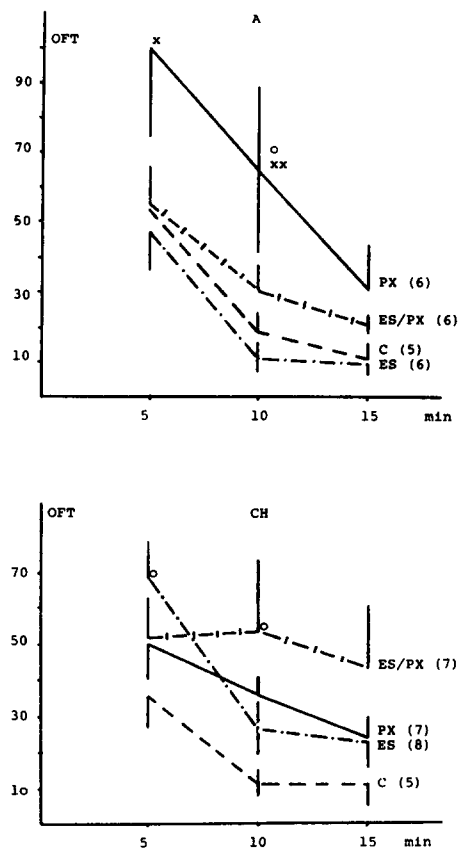 OFT A
x
90
70
o
xx
50
30
PX (6)
ES/PX (6)
C (5)
10
ES (6)
5 10 15 min
OFT CH
70
o
o
50
ES/PX (7)
30
PX (7)
ES (8)
1o
C (5)
5 10 15 min